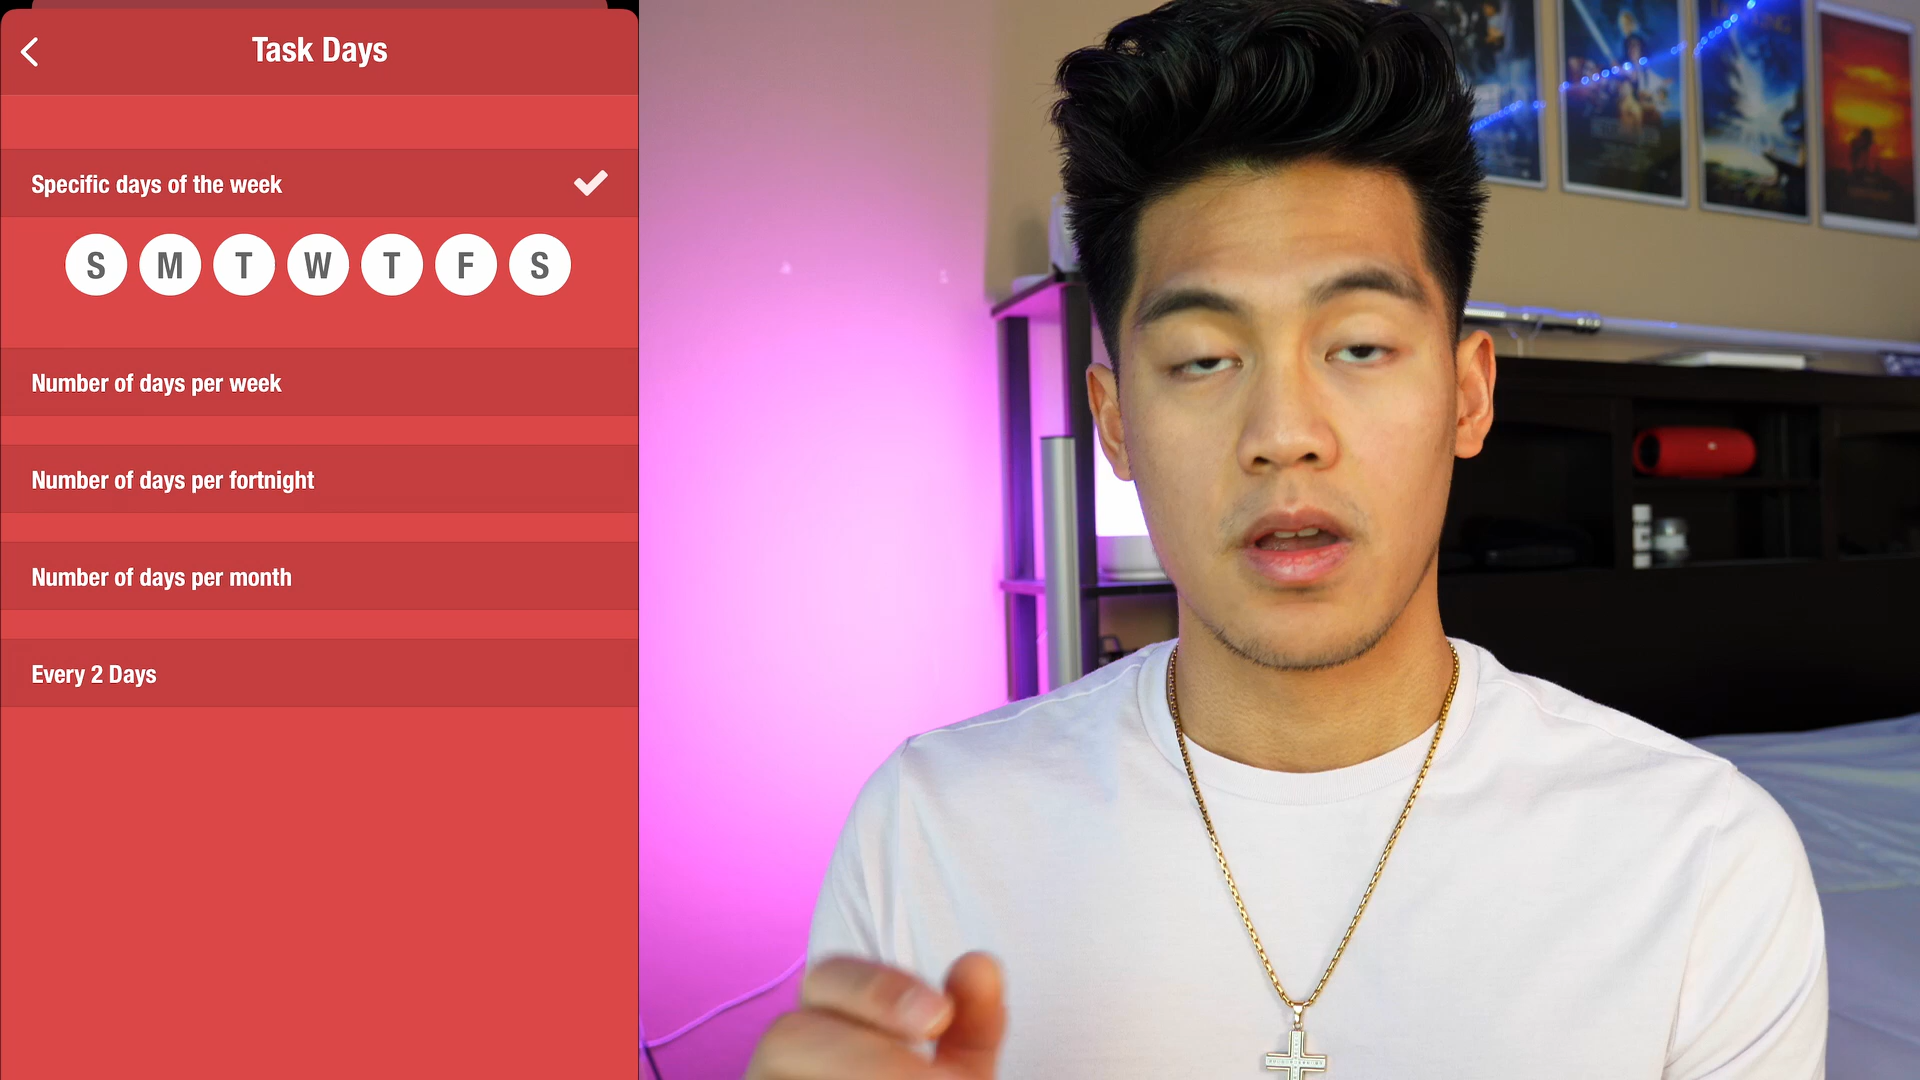 Task Days
Specific days of the week
S M T W T F S
Number of days per week
Number of days per fortnight
Number of days per month
Every 2 Days